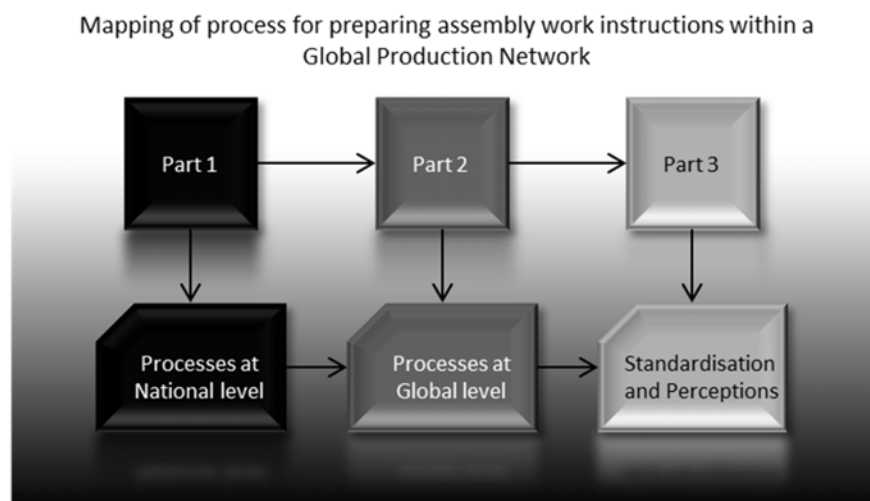 Mapping of process for preparing assembly work instructions within a
Global Production Network
Part 1
Part 2
Part 3
Processes at
National level
Processes at
Global level
Standardisation
and Perceptions